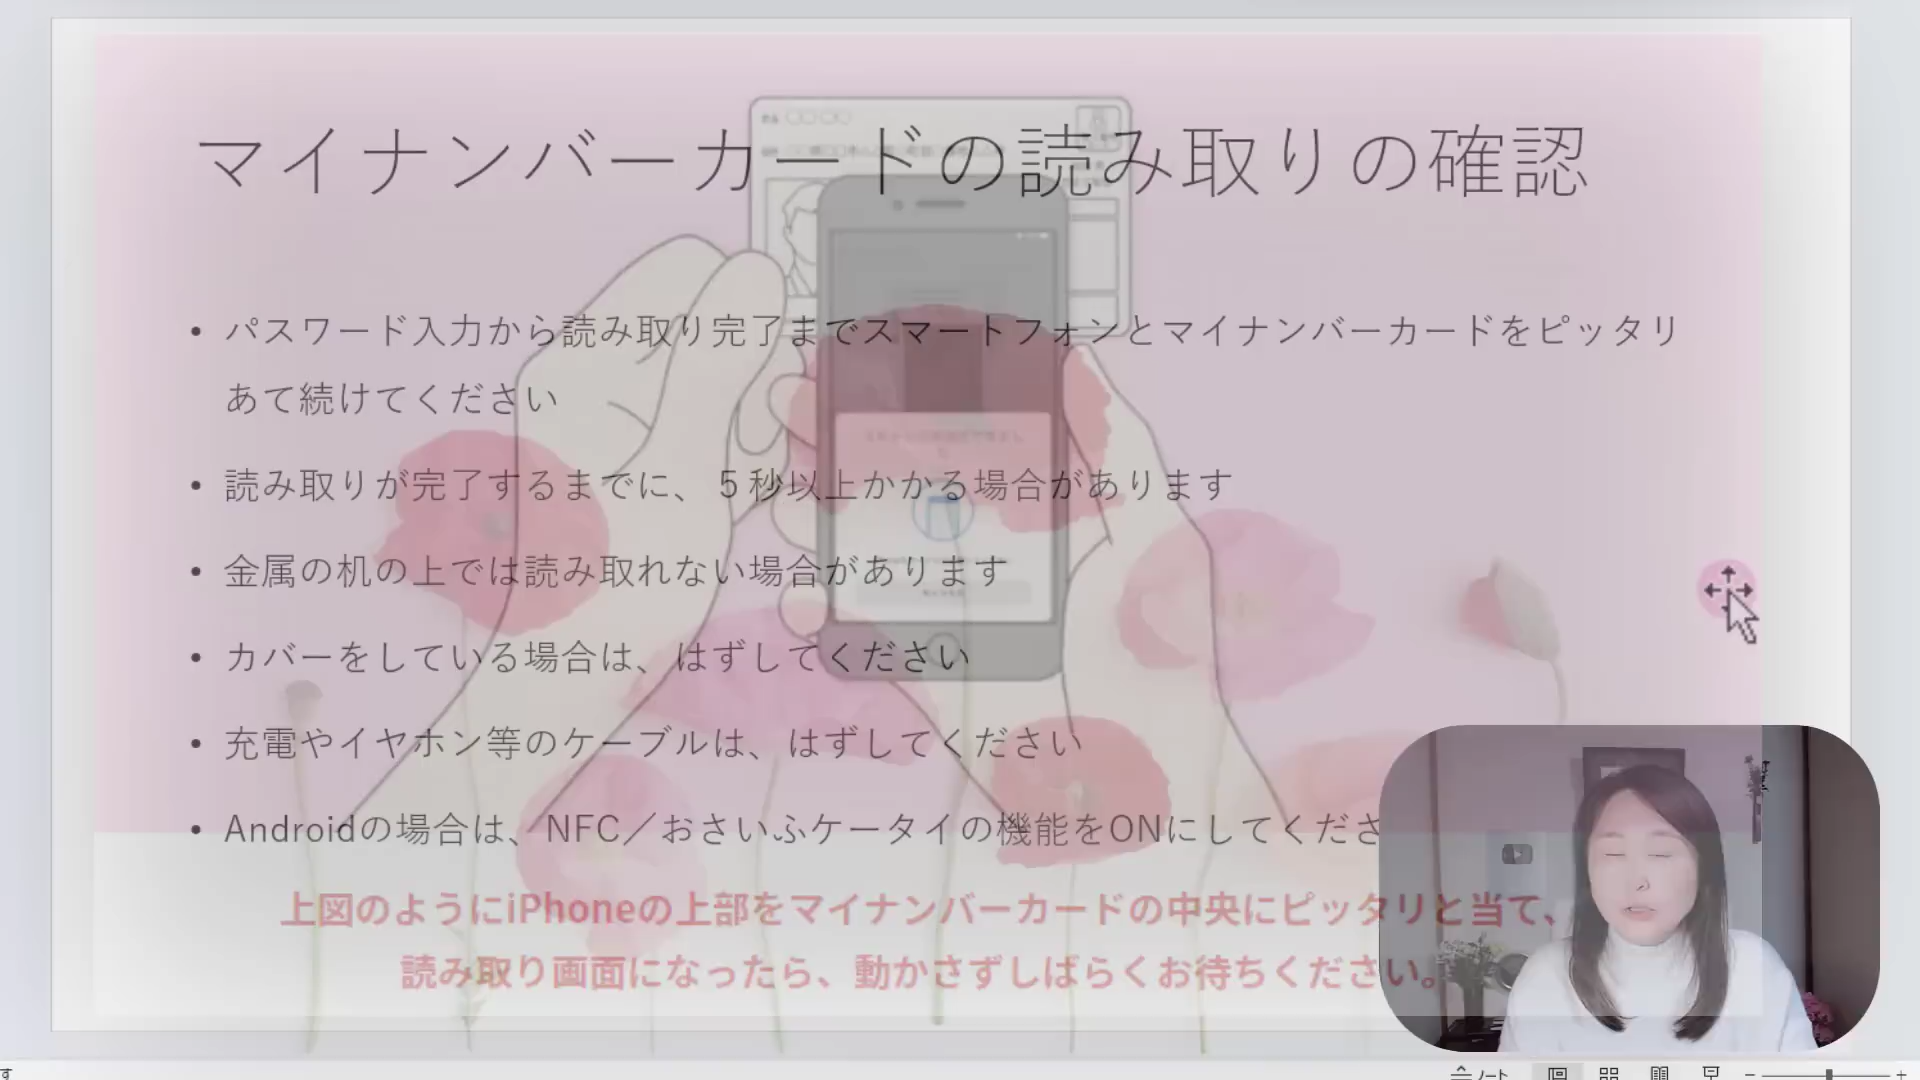 マイナンバーカードの読み取りの確認
• パスワード入力から読み取り完了までスマートフォンとマイナンバーカードをピッタリ
あて続けてください
• 読み取りが完了するまでに、５秒以上かかる場合があります
• 金属の机の上では読み取れない場合があります
• カバーをしている場合は、はずしてください
• 充電やイヤホン等のケーブルは、はずしてください
• Androidの場合は、NFC／おさいふケータイの機能をONにしてくださ
上図のようにiPhoneの上部をマイナンバーカードの中央にピッタリと当て、
読み取り画面になったら、動かさずしばらくお待ちください。
す
ノート